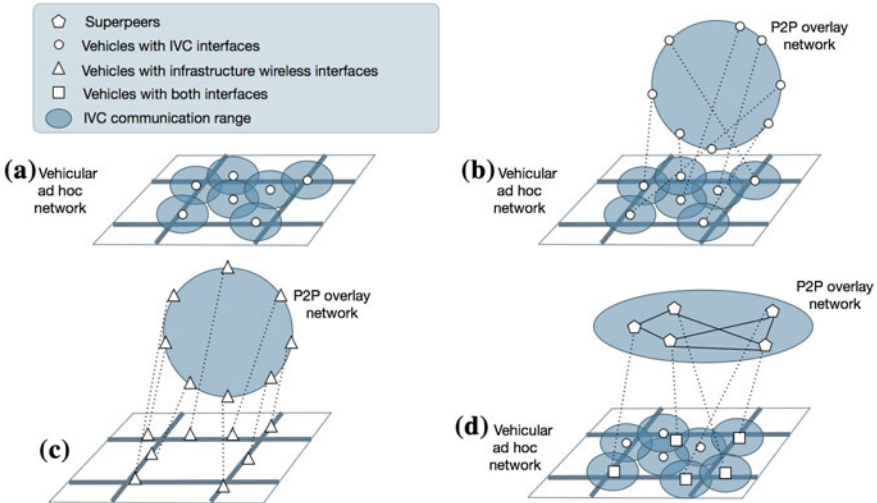 Superpeers
Vehicles with IVC interfaces
Vehicles with infrastructure wireless interfaces
Vehicles with both interfaces
IVC communication range
(a)
Vehicular
ad hoc
network
P2P overlay
network
(b)
Vehicular
ad hoc
network
P2P overlay
network
(c)
P2P overlay
network
(d)
Vehicular
ad hoc
network